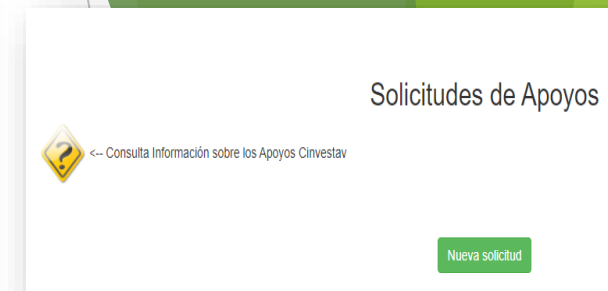 Solicitudes de Apoyos
?
<-- Consulta Información sobre los Apoyos Cinvestav
Nueva solicitud